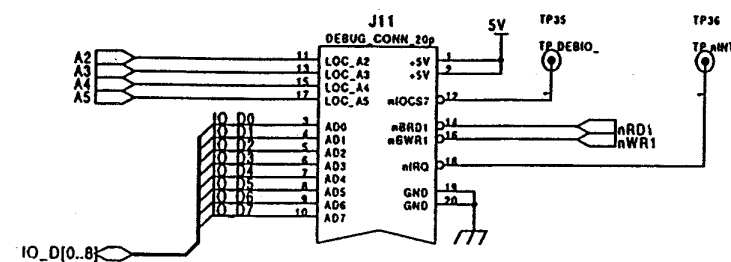 J11
DEBUG_CONN_20p
5V
TP35
TP36
TP_DEBIO_
TP_nINT
A2 11 LOC_A2 +5V 1
A3 13 LOC_A3 +5V 2
A4 15 LOC_A4
A5 17 LOC_A5 nIOCS7 12
IO_D0 3 AD0 nBRD1 14 nRD1
IO_D1 4 AD1 nBWR1 16 nWR1
IO_D2 5 AD2
IO_D3 6 AD3 nIRQ 18
IO_D4 7 AD4
IO_D5 8 AD5 GND 19
IO_D6 9 AD6 GND 20
IO_D7 10 AD7
IO_D[0..8]